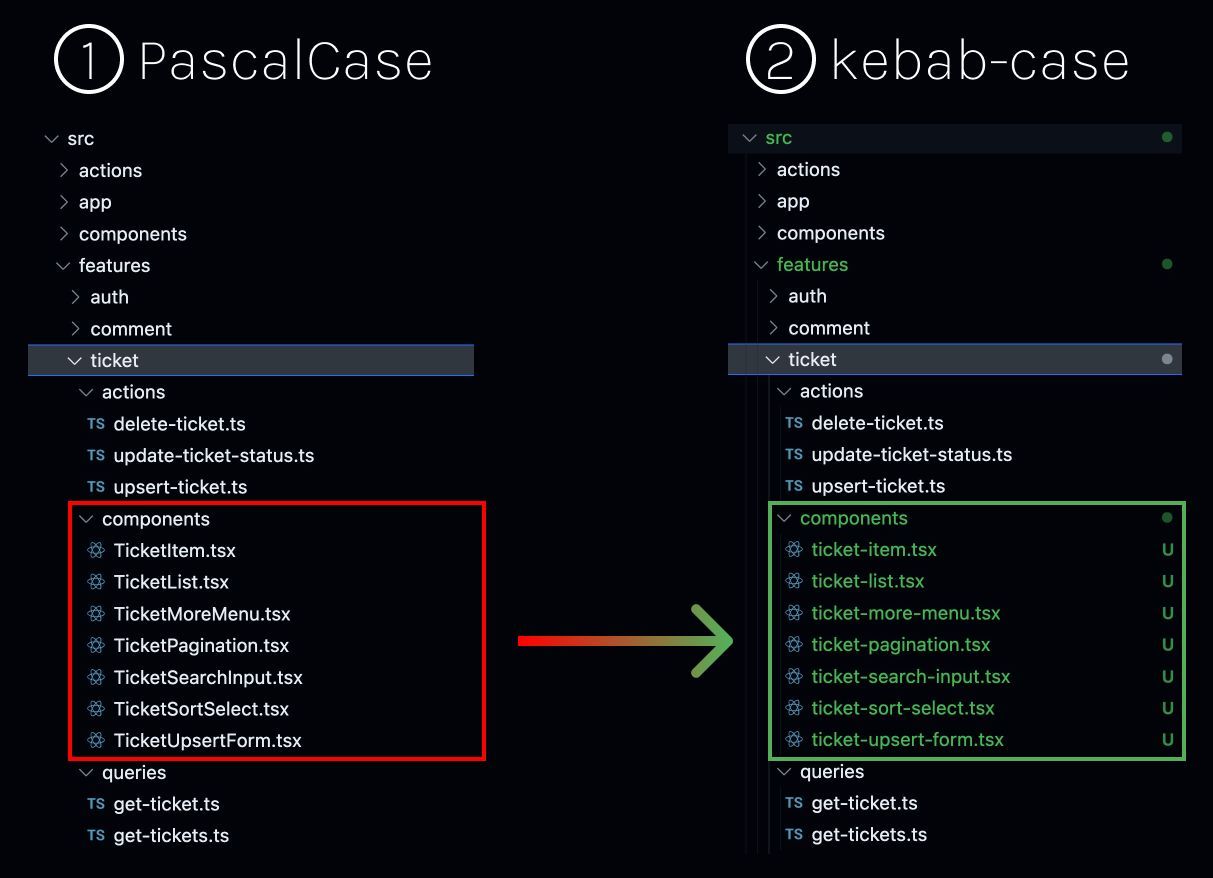 1 PascalCase
src
actions
app
components
features
auth
comment
ticket
actions
TS delete-ticket.ts
TS update-ticket-status.ts
TS upsert-ticket.ts
components
TicketItem.tsx
TicketList.tsx
TicketMoreMenu.tsx
TicketPagination.tsx
TicketSearchInput.tsx
TicketSortSelect.tsx
TicketUpsertForm.tsx
queries
TS get-ticket.ts
TS get-tickets.ts
2 kebab-case
src
actions
app
components
features
auth
comment
ticket
actions
TS delete-ticket.ts
TS update-ticket-status.ts
TS upsert-ticket.ts
components
ticket-item.tsx U
ticket-list.tsx U
ticket-more-menu.tsx U
ticket-pagination.tsx U
ticket-search-input.tsx U
ticket-sort-select.tsx U
ticket-upsert-form.tsx U
queries
TS get-ticket.ts
TS get-tickets.ts